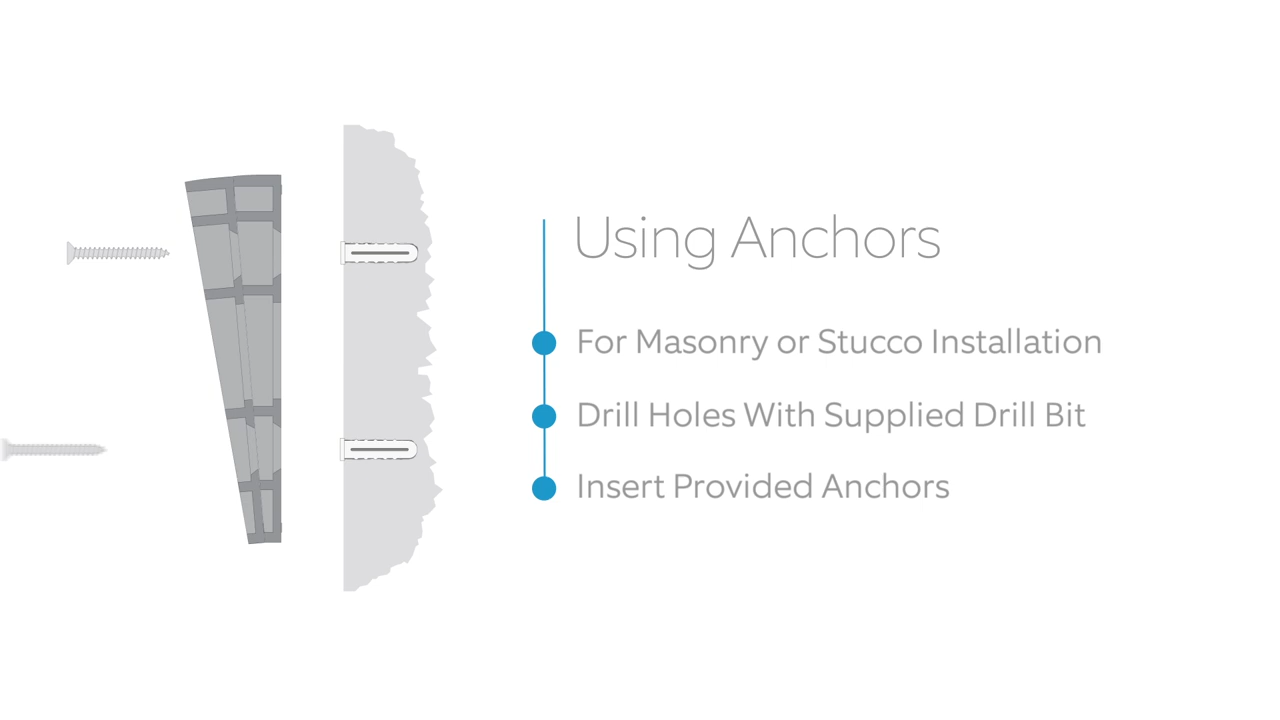 Using Anchors
For Masonry or Stucco Installation
Drill Holes With Supplied Drill Bit
Insert Provided Anchors